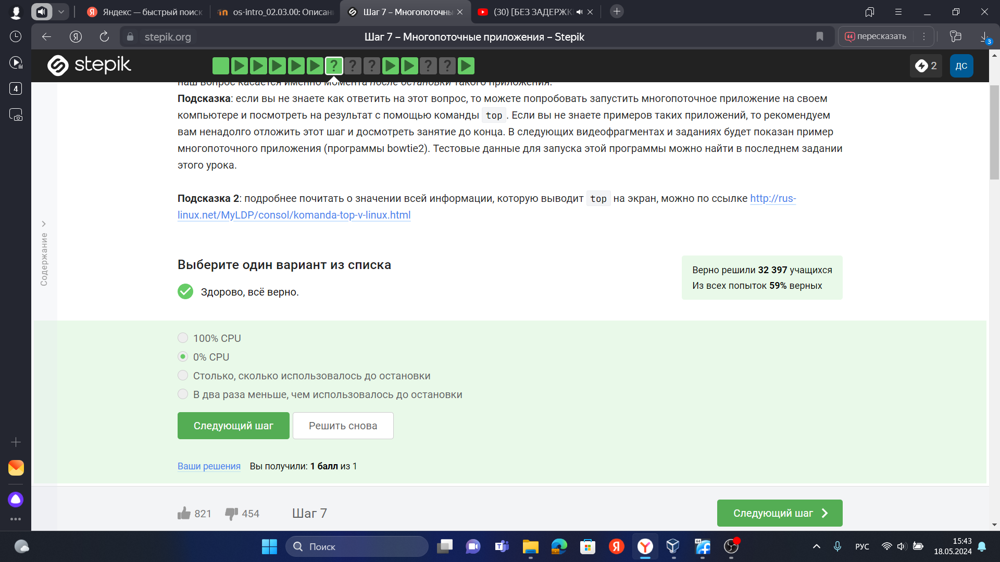 Яндекс — быстрый поиск
os-intro_02.03.00: Описан
Шаг 7 – Многопоточны
(30) [БЕЗ ЗАДЕРЖК
stepik.org
Шаг 7 – Многопоточные приложения – Stepik
пересказать
3
stepik
2
ДС
4
наш вопрос касается именно момента после остановки такого приложения.
Подсказка: если вы не знаете как ответить на этот вопрос, то можете попробовать запустить многопоточное приложение на своем
компьютере и посмотреть на результат с помощью команды top . Если вы не знаете примеров таких приложений, то рекомендуем
вам ненадолго отложить этот шаг и досмотреть занятие до конца. В следующих видеофрагментах и заданиях будет показан пример
многопоточного приложения (программы bowtie2). Тестовые данные для запуска этой программы можно найти в последнем задании
этого урока.
Подсказка 2: подробнее почитать о значении всей информации, которую выводит top на экран, можно по ссылке http://rus-
linux.net/MyLDP/consol/komanda-top-v-linux.html
Содержание
Выберите один вариант из списка
Здорово, всё верно.
Верно решили 32 397 учащихся
Из всех попыток 59% верных
100% CPU
0% CPU
Столько, сколько использовалось до остановки
В два раза меньше, чем использовалось до остановки
Следующий шаг
Решить снова
Ваши решения Вы получили: 1 балл из 1
821
454
Шаг 7
Следующий шаг
Поиск
64
РУС
15:43
18.05.2024